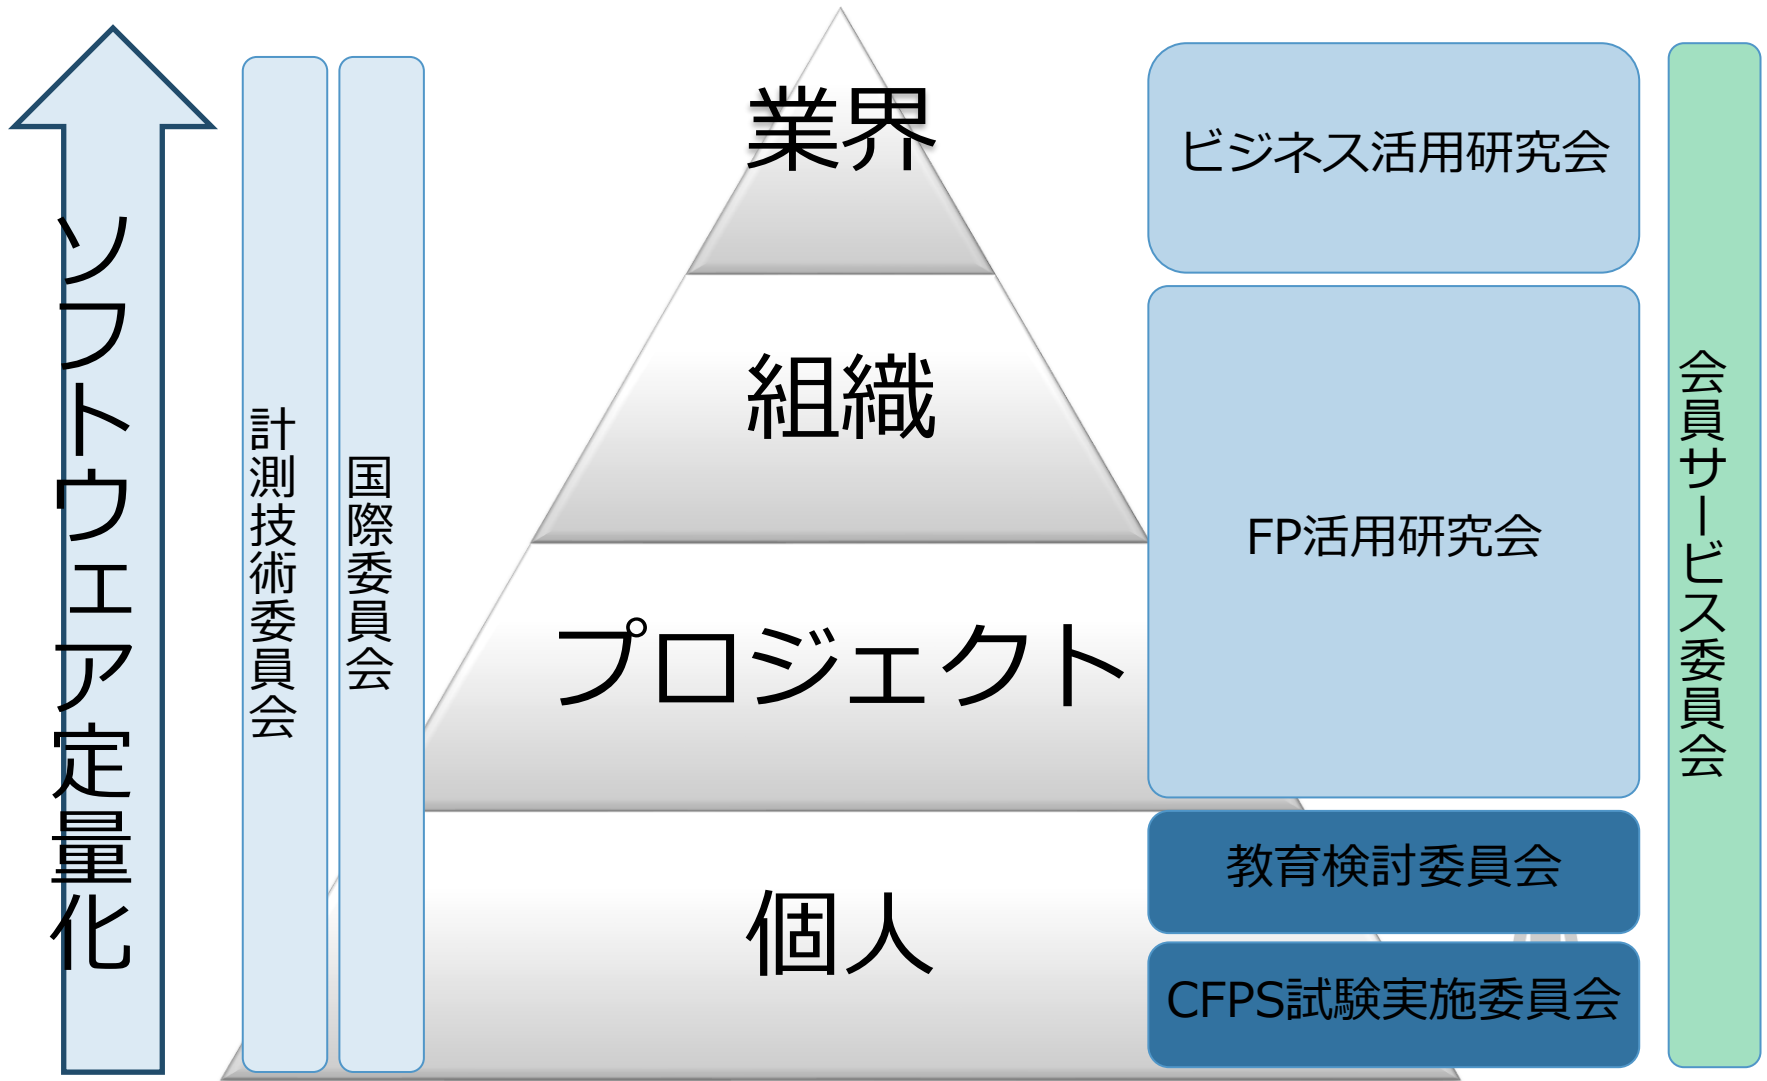 ソフトウェア定量化
計測技術委員会
国際委員会
業界
組織
プロジェクト
個人
ビジネス活用研究会
FP活用研究会
教育検討委員会
CFPS試験実施委員会
会員サービス委員会